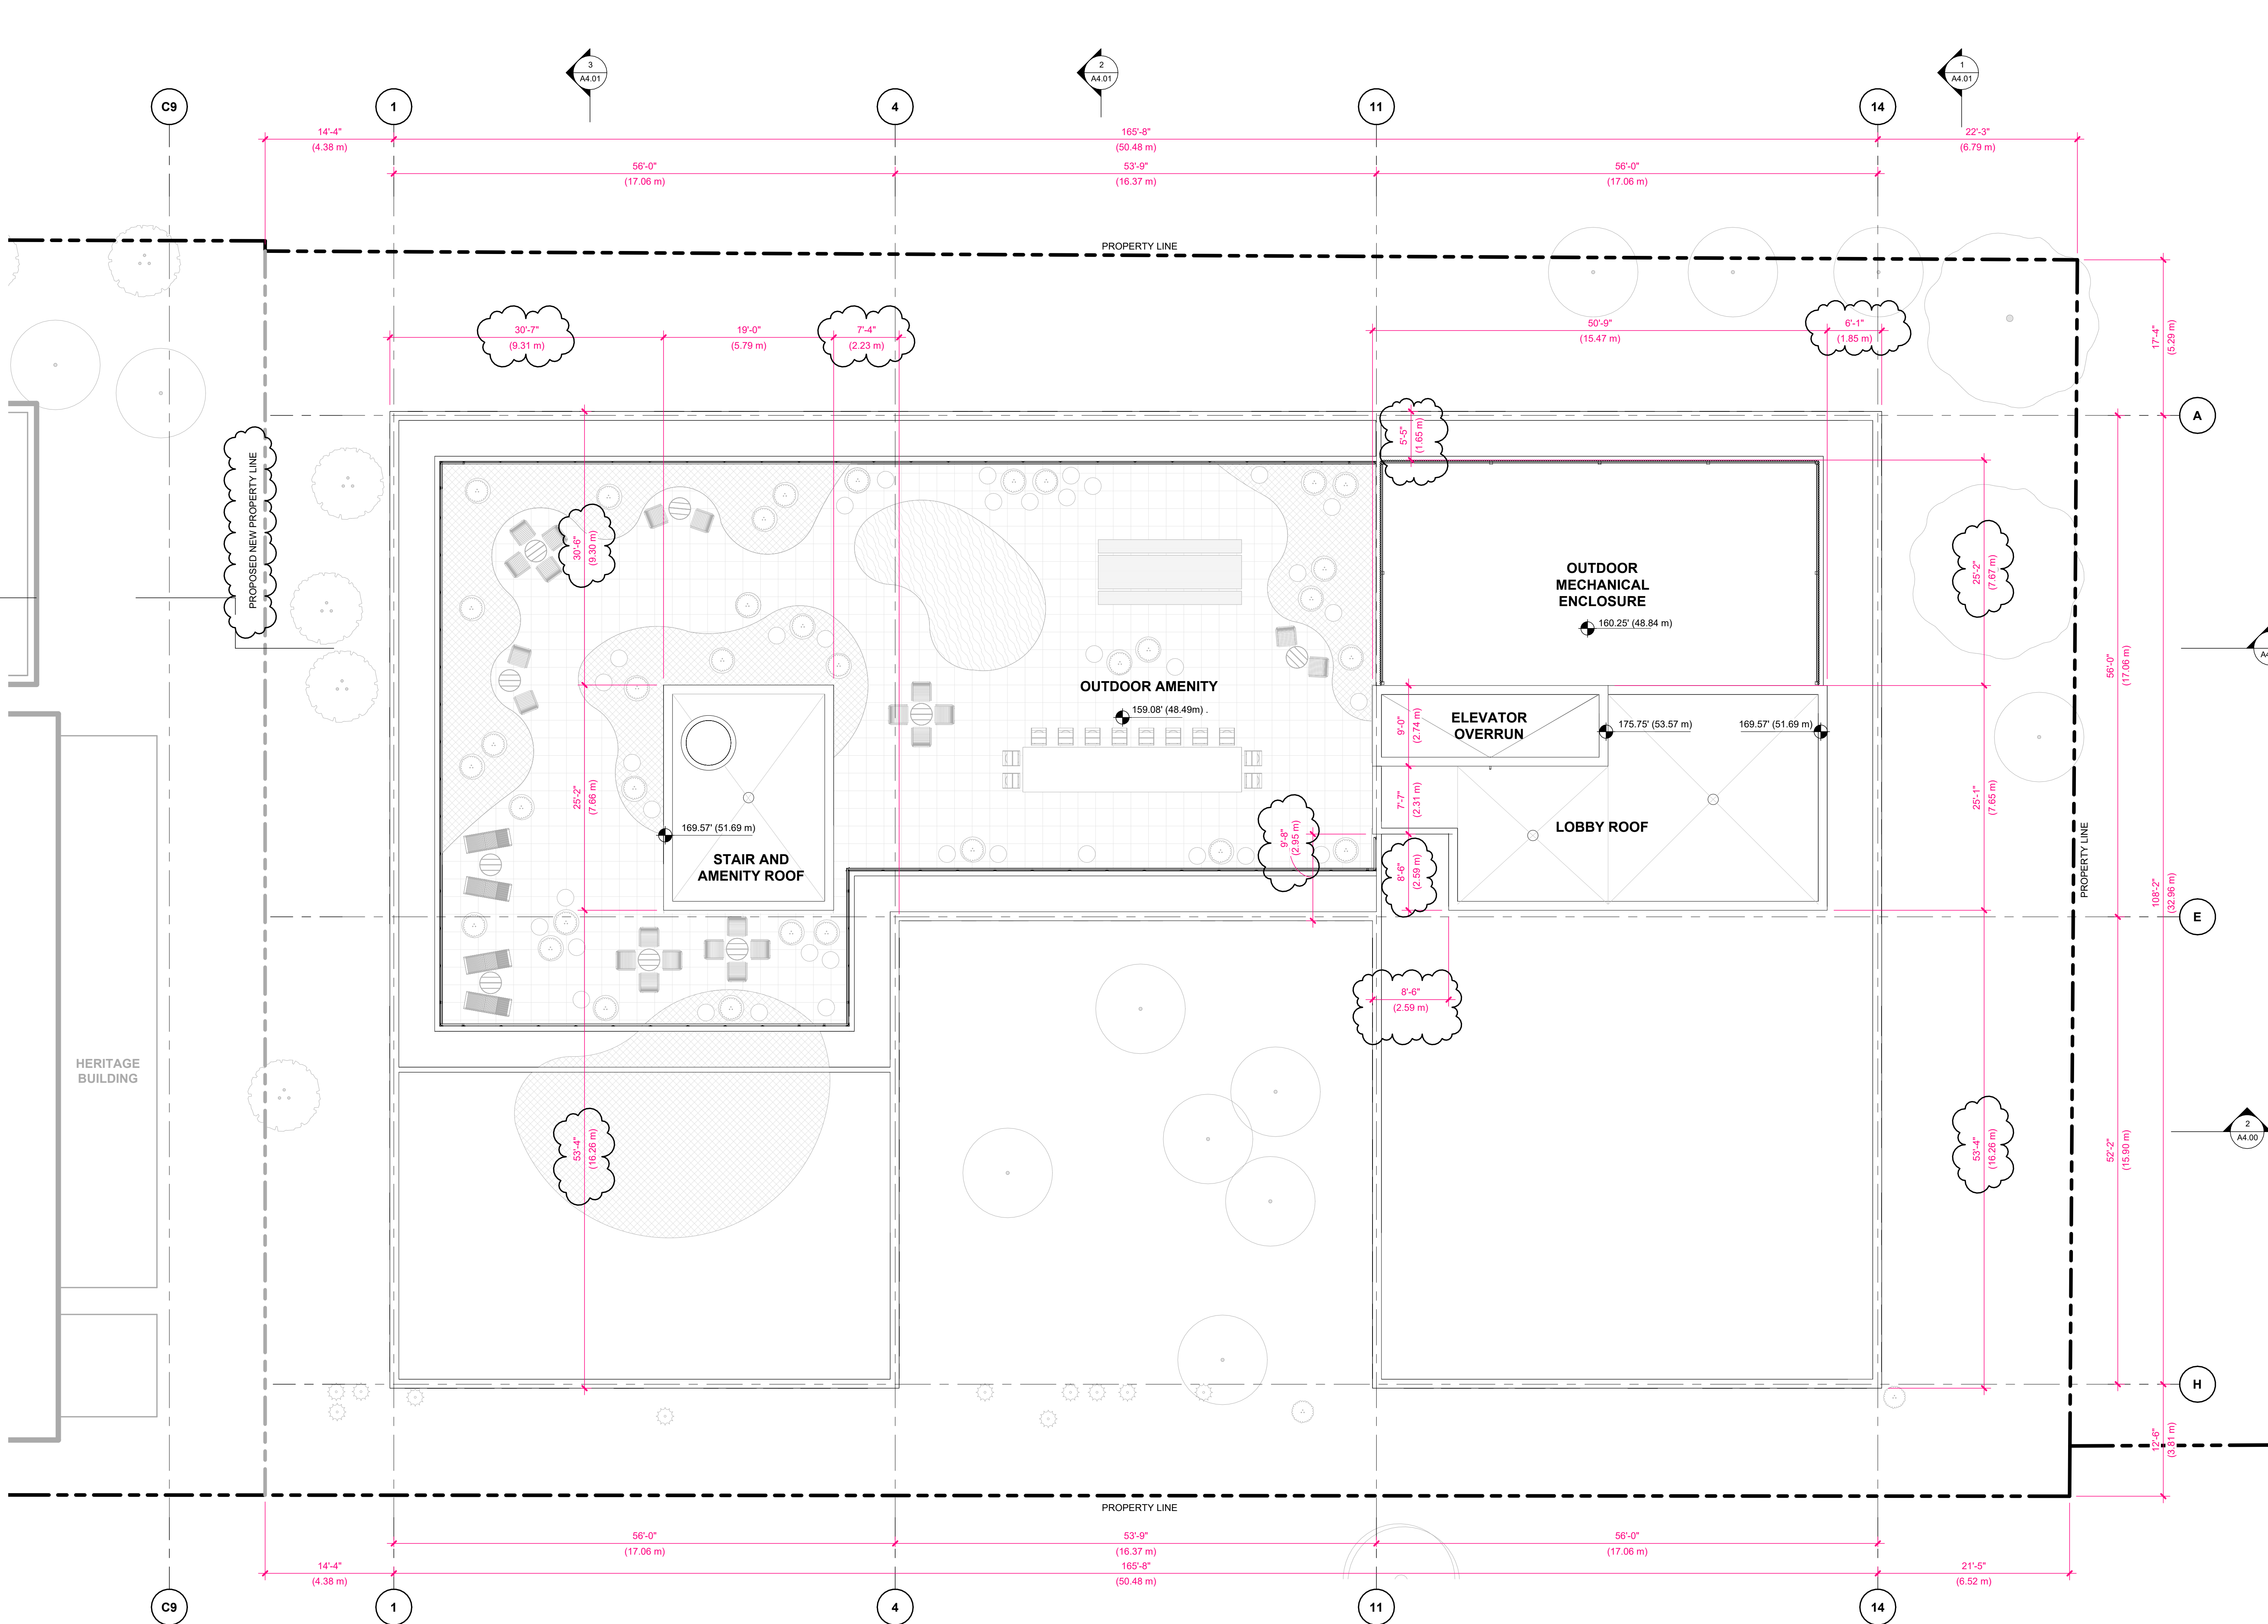 3
A4.01
2
A4.01
1
A4.01
C9
1
4
11
14
14'-4"
(4.38 m)
165'-8"
(50.48 m)
22'-3"
(6.79 m)
56'-0"
(17.06 m)
53'-9"
(16.37 m)
56'-0"
(17.06 m)
PROPERTY LINE
30'-7"
(9.31 m)
19'-0"
(5.79 m)
7'-4"
(2.23 m)
50'-9"
(15.47 m)
6'-1"
(1.85 m)
17'-4"
(5.29 m)
A
5'-5"
(1.65 m)
PROPOSED NEW PROPERTY LINE
30'-6"
(9.30 m)
OUTDOOR
MECHANICAL
ENCLOSURE
160.25' (48.84 m)
25'-2"
(7.67 m)
56'-0"
(17.06 m)
OUTDOOR AMENITY
159.08' (48.49m) .
9'-0"
(2.74 m)
ELEVATOR
OVERRUN
175.75' (53.57 m)
169.57' (51.69 m)
25'-2"
(7.66 m)
169.57' (51.69 m)
STAIR AND
AMENITY ROOF
7'-7"
(2.31 m)
9'-8"
(2.95 m)
8'-6"
(2.59 m)
LOBBY ROOF
25'-1"
(7.65 m)
PROPERTY LINE
108'-2"
(32.96 m)
E
8'-6"
(2.59 m)
HERITAGE
BUILDING
53'-4"
(16.26 m)
53'-4"
(16.26 m)
52'-2"
(15.90 m)
2
A4.00
H
12'-6"
(3.81 m)
PROPERTY LINE
56'-0"
(17.06 m)
53'-9"
(16.37 m)
56'-0"
(17.06 m)
14'-4"
(4.38 m)
165'-8"
(50.48 m)
21'-5"
(6.52 m)
C9
1
4
11
14